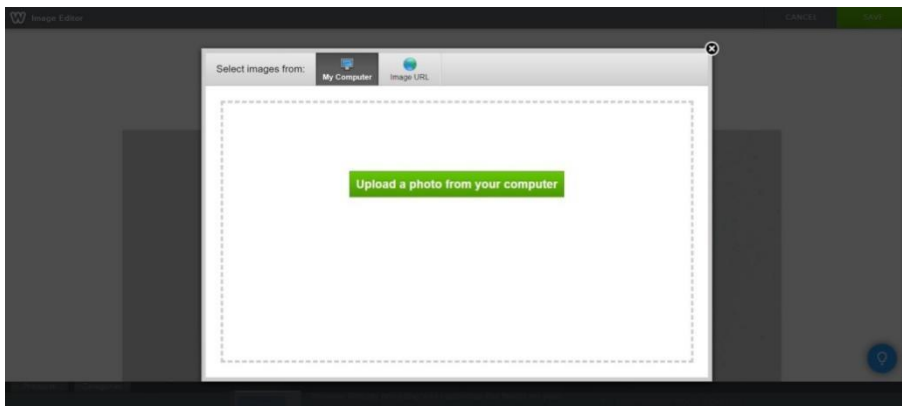 Image Editor
CANCEL
SAVE
Select images from:
My Computer
Image URL
Upload a photo from your computer